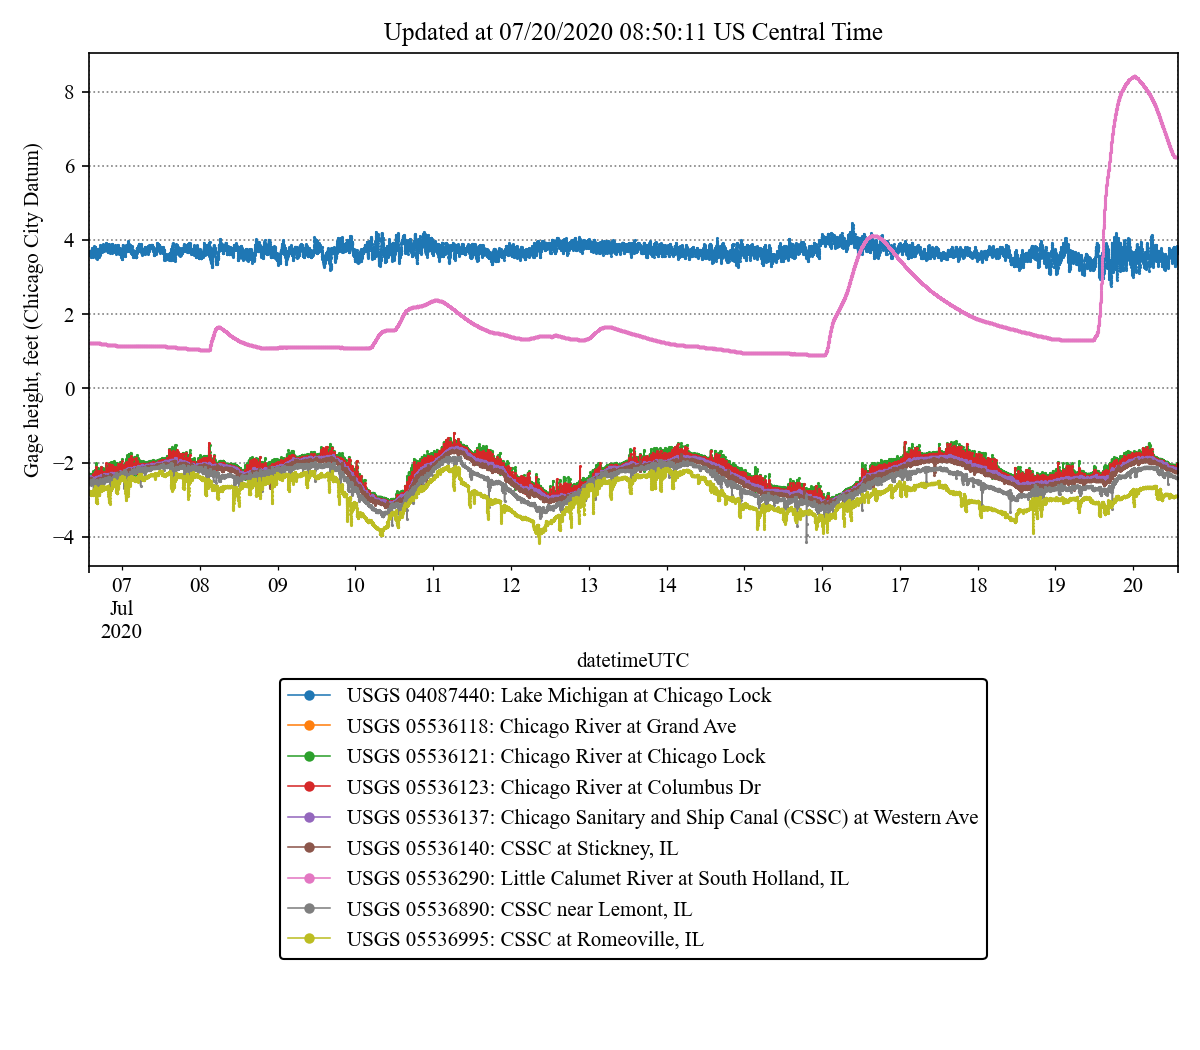 Updated at 07/20/2020 08:50:11 US Central Time
Gage height, feet (Chicago City Datum)
8
6
4
2
0
−2
−4
07 08 09 10 11 12 13 14 15 16 17 18 19 20
Jul
2020
datetimeUTC
USGS 04087440: Lake Michigan at Chicago Lock
USGS 05536118: Chicago River at Grand Ave
USGS 05536121: Chicago River at Chicago Lock
USGS 05536123: Chicago River at Columbus Dr
USGS 05536137: Chicago Sanitary and Ship Canal (CSSC) at Western Ave
USGS 05536140: CSSC at Stickney, IL
USGS 05536290: Little Calumet River at South Holland, IL
USGS 05536890: CSSC near Lemont, IL
USGS 05536995: CSSC at Romeoville, IL